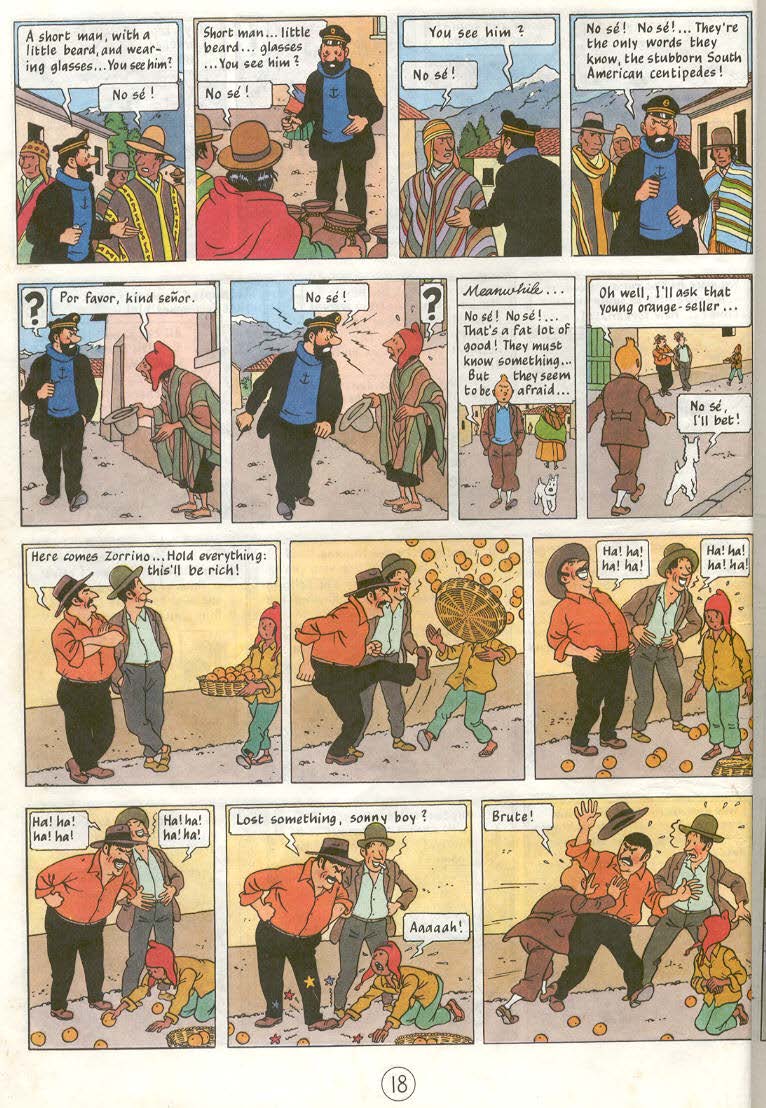 A short man, with a
little beard, and wear-
ing glasses...You see him?
No sé!
Short man... little
beard... glasses
...You see him?
No sé!
You see him?
No sé!
No sé! No sé!... They're
the only words they
know, the stubborn South
American centipedes!
?
Por favor, kind señor.
No sé!
?
Meanwhile...
No sé! No sé!...
That's a fat lot of
good! They must
know something...
But they seem
to be afraid...
Oh well, I'll ask that
young orange-seller...
No sé,
I'll bet!
Here comes Zorrino...Hold everything:
this'll be rich!
Ha! ha!
ha! ha!
Ha! ha!
ha! ha!
Ha! ha!
ha! ha!
Ha! ha!
ha! ha!
Lost something, sonny boy?
Aaaaah!
Brute!
18